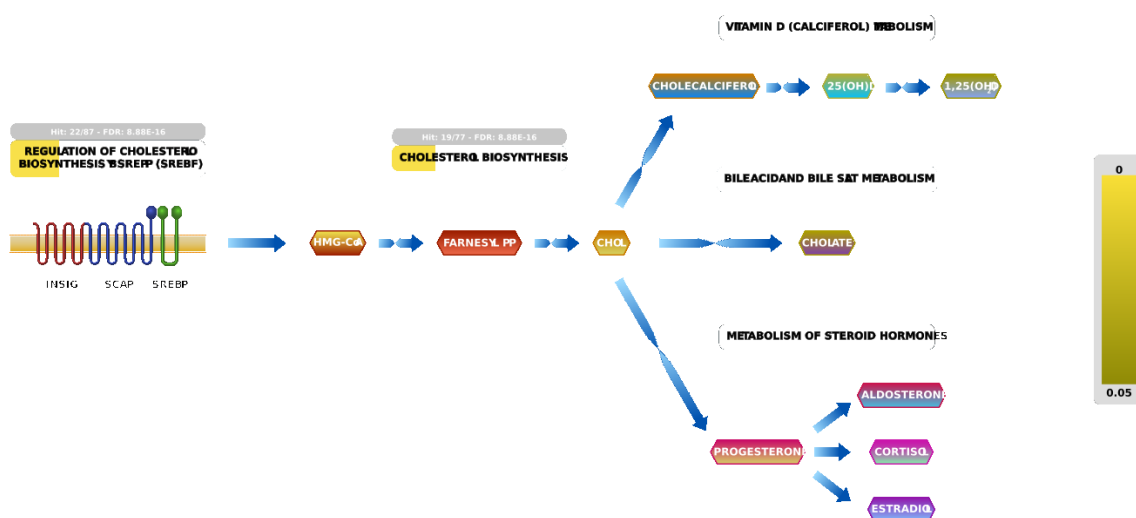 VITAMIN D (CALCIFEROL) METABOLISM
CHOLECALCIFEROL
25(OH)D
1,25(OH)2D
Hit: 22/87 - FDR: 8.88E-16
REGULATION OF CHOLESTEROL
BIOSYNTHESIS BY SREPP (SREBF)
Hit: 19/77 - FDR: 8.88E-16
CHOLESTEROL BIOSYNTHESIS
BILE ACID AND BILE SALT METABOLISM
0
HMG-CoA
FARNESYL PP
CHOL
CHOLATE
INSIG SCAP SREBP
METABOLISM OF STEROID HORMONES
0.05
ALDOSTERONE
PROGESTERONE
CORTISOL
ESTRADIOL